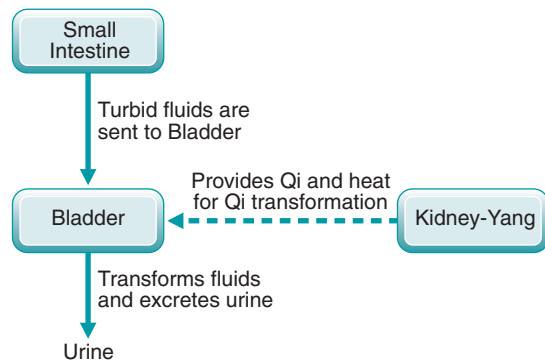 Small
Intestine
Turbid fluids are
sent to Bladder
Provides Qi and heat
for Qi transformation
Bladder
Kidney-Yang
Transforms fluids
and excretes urine
Urine